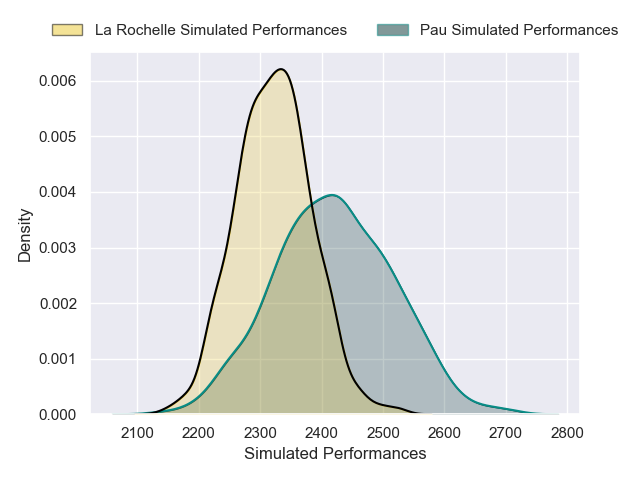 La Rochelle Simulated Performances Pau Simulated Performances
0.006
0.005
0.004
0.003
0.002
0.001
0.000
Density
2100 2200 2300 2400 2500 2600 2700 2800
Simulated Performances